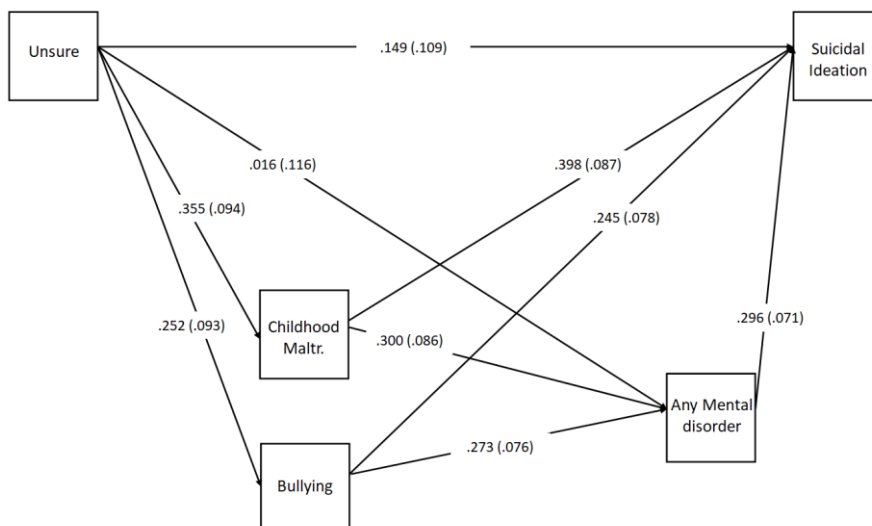 Unsure
.149 (.109)
Suicidal
Ideation
.016 (.116)
.398 (.087)
.355 (.094)
.245 (.078)
.252 (.093)
Childhood
Maltr.
.300 (.086)
.296 (.071)
Any Mental
disorder
.273 (.076)
Bullying